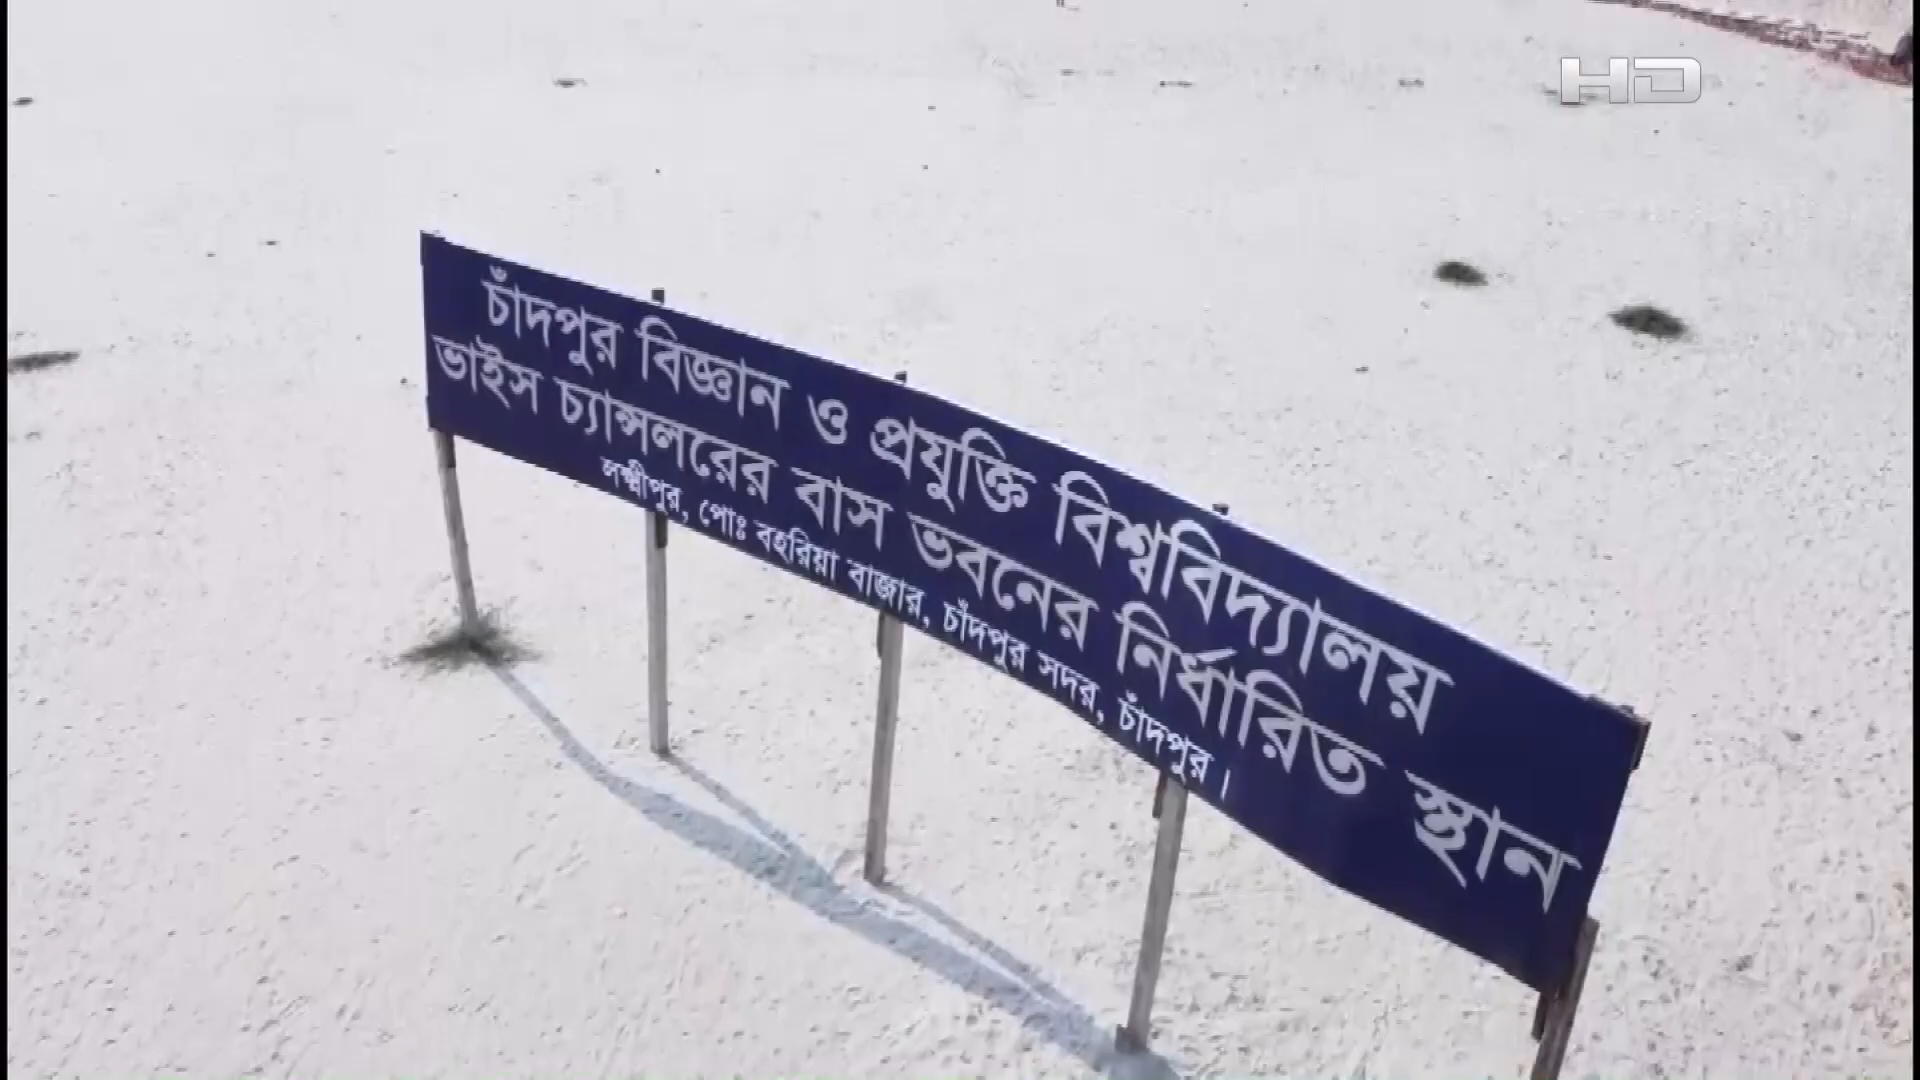 HD
চাঁদপুর বিজ্ঞান ও প্রযুক্তি বিশ্ববিদ্যালয়
ভাইস চ্যান্সলরের বাস ভবনের নির্ধারিত স্থান
লক্ষ্মীপুর, পোঃ বহরিয়া বাজার, চাঁদপুর সদর, চাঁদপুর।